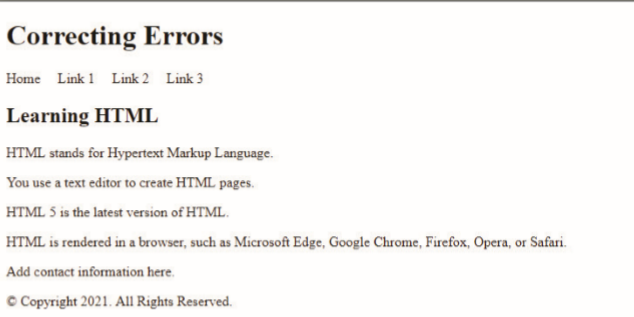 Correcting Errors
Home Link 1 Link 2 Link 3
Learning HTML
HTML stands for Hypertext Markup Language.
You use a text editor to create HTML pages.
HTML 5 is the latest version of HTML.
HTML is rendered in a browser, such as Microsoft Edge, Google Chrome, Firefox, Opera, or Safari.
Add contact information here.
© Copyright 2021. All Rights Reserved.